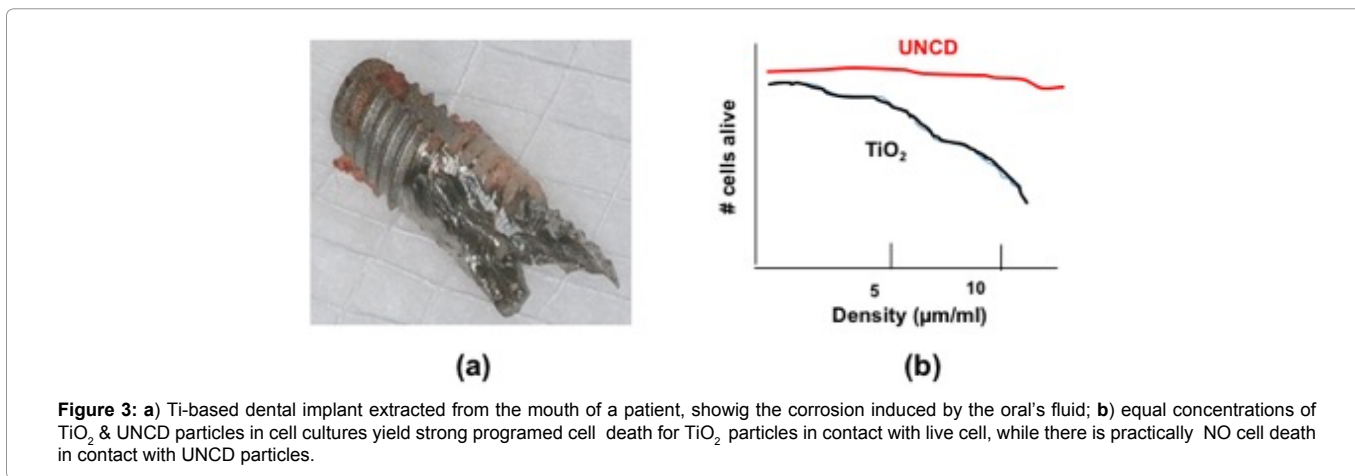 UNCD
TiO₂
# cells alive
5
10
Density (µm/ml)
(a)
(b)
Figure 3: a) Ti-based dental implant extracted from the mouth of a patient, showig the corrosion induced by the oral’s fluid; b) equal concentrations of
TiO₂ & UNCD particles in cell cultures yield strong programed cell death for TiO₂ particles in contact with live cell, while there is practically NO cell death
in contact with UNCD particles.